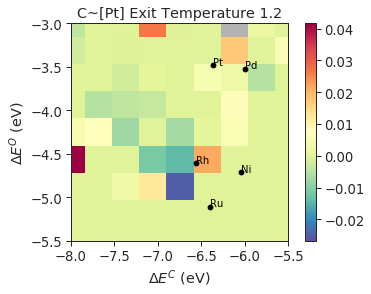 C~[Pt] Exit Temperature 1.2
ΔE^O (eV)
−3.0
−3.5
−4.0
−4.5
−5.0
−5.5
Pt
Pd
Rh
Ni
Ru
−8.0 −7.5 −7.0 −6.5 −6.0 −5.5
ΔE^C (eV)
0.04
0.03
0.02
0.01
0.00
−0.01
−0.02